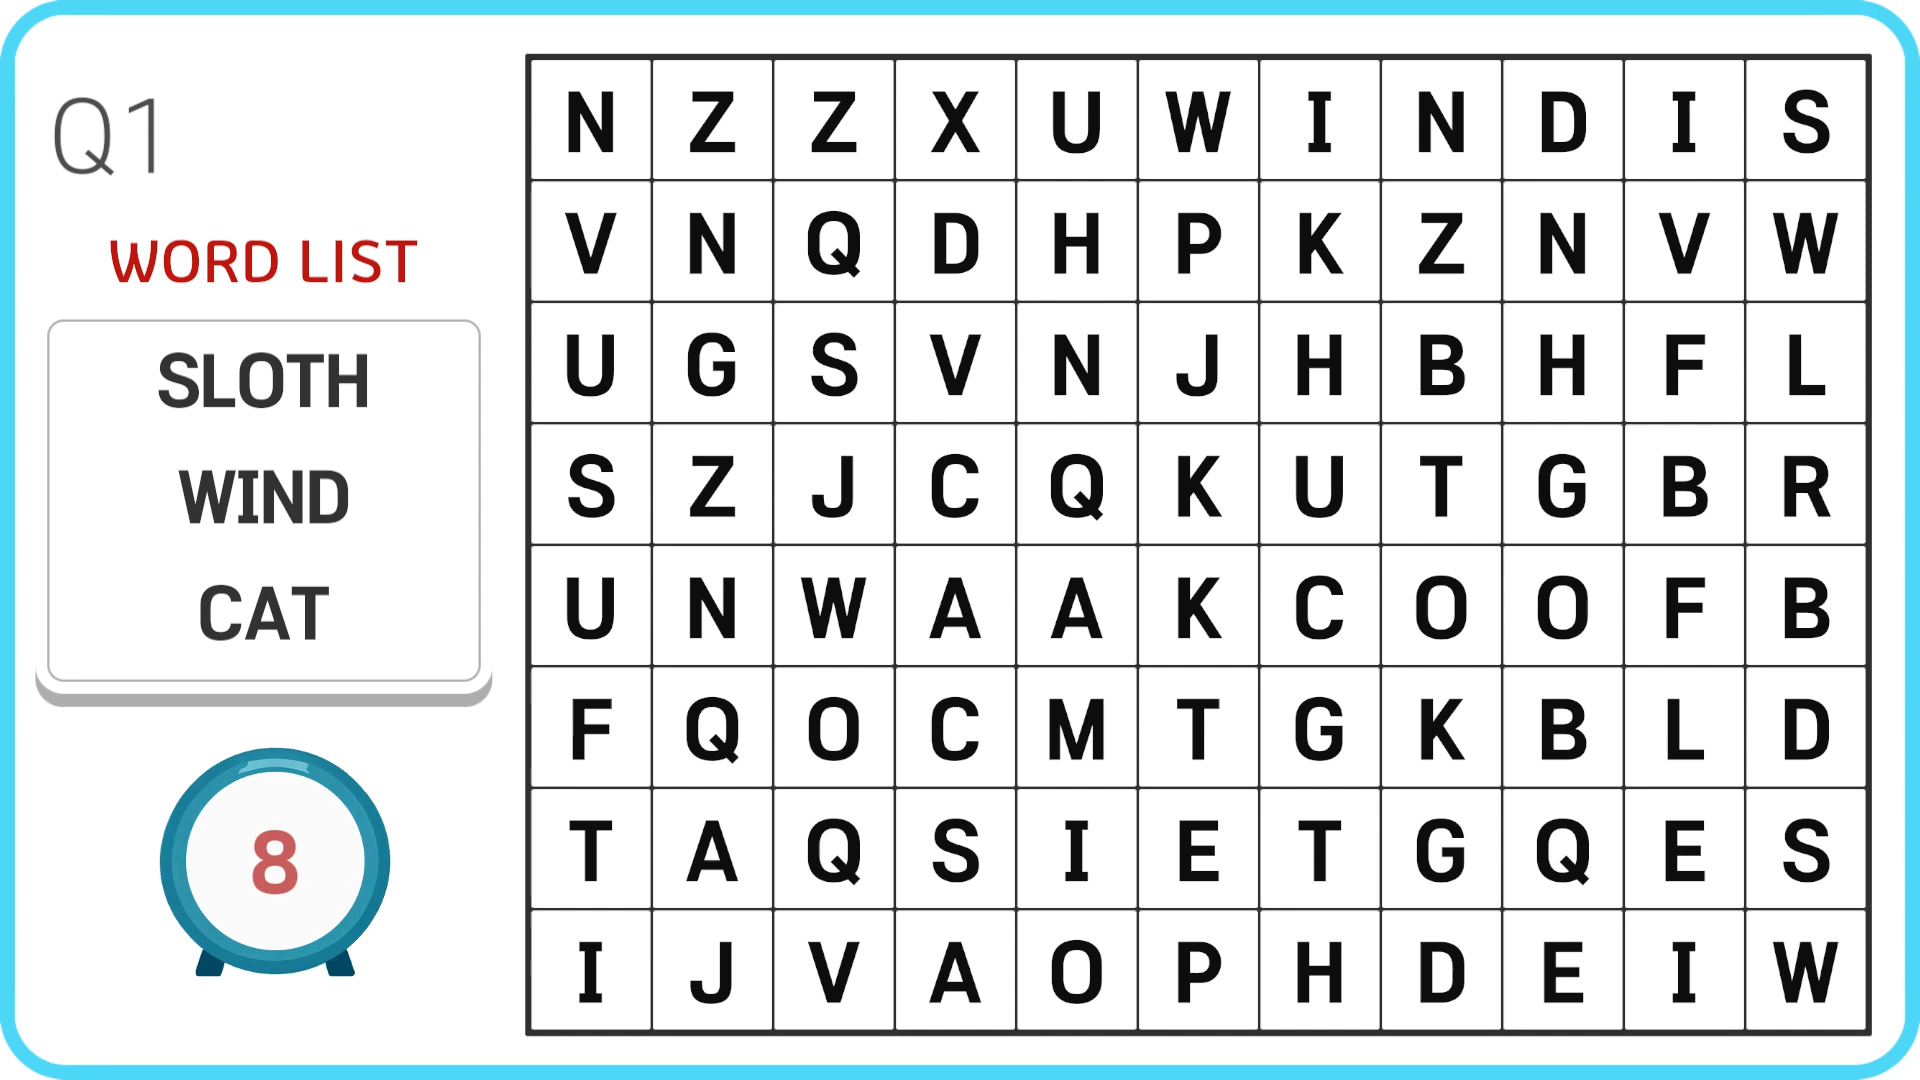 Q1
WORD LIST
SLOTH
WIND
CAT
8
N Z Z X U W I N D I S
V N Q D H P K Z N V W
U G S V N J H B H F L
S Z J C Q K U T G B R
U N W A A K C O O F B
F Q O C M T G K B L D
T A Q S I E T G Q E S
I J V A O P H D E I W